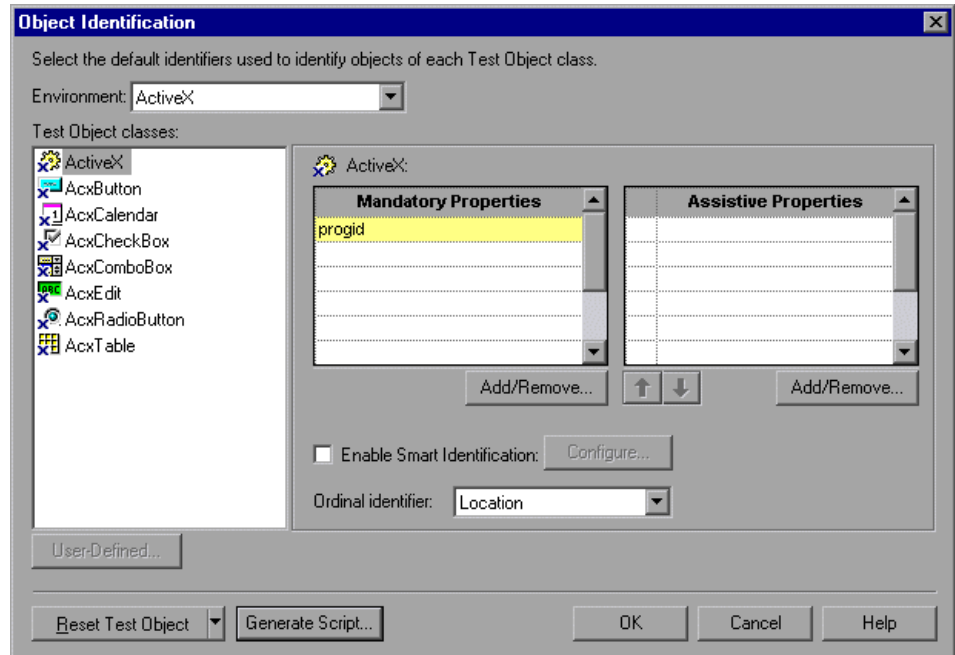 Object Identification
Select the default identifiers used to identify objects of each Test Object class.
Environment: ActiveX
Test Object classes:
ActiveX
AcxButton
AcxCalendar
AcxCheckBox
AcxComboBox
AcxEdit
AcxRadioButton
AcxTable
ActiveX:
Mandatory Properties
progid
Add/Remove...
Assistive Properties
Add/Remove...
Enable Smart Identification: Configure...
Ordinal identifier: Location
User-Defined...
Reset Test Object Generate Script... OK Cancel Help